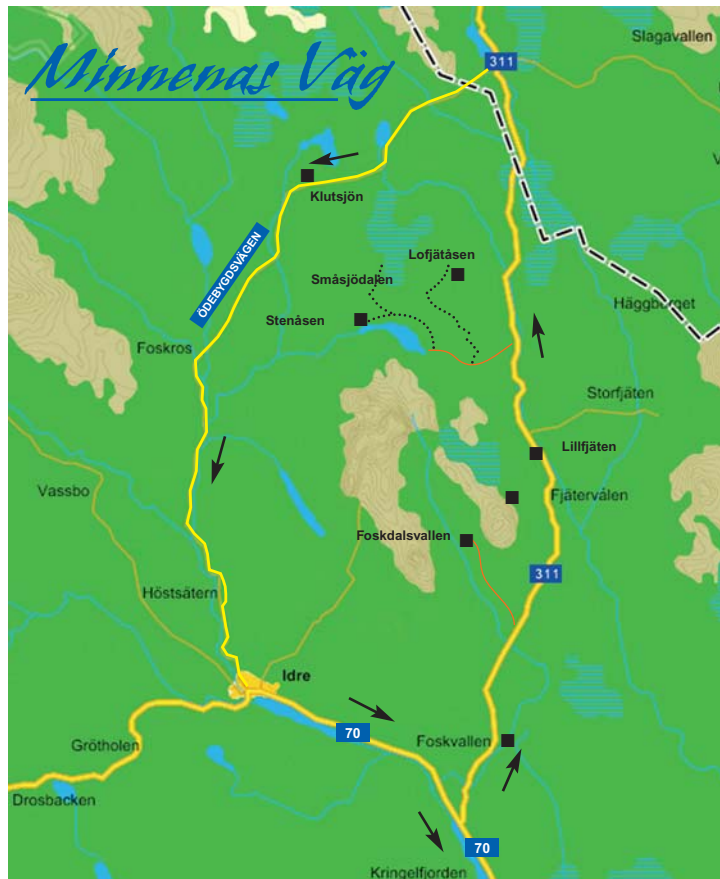 Minnenas Väg
311
Slagavallen
Klutsjön
ÖDEBYGDSVÄGEN
Lofjätåsen
Småsjödalen
Häggberget
Stenåsen
Foskros
Storfjäten
Lillfjäten
Vassbo
Fjätervålen
Foskdalsvallen
311
Höstsätern
Idre
70
Foskvallen
Grötholen
Drosbacken
70
Kringelfjorden